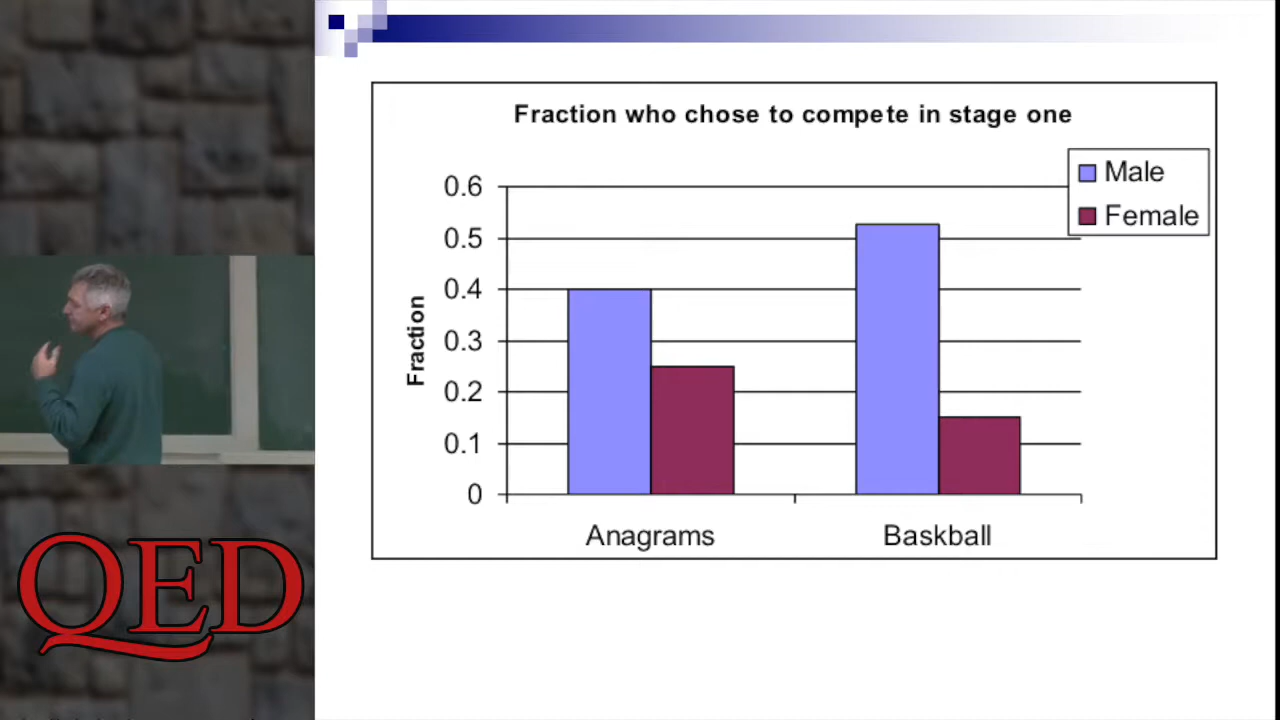 Fraction who chose to compete in stage one
Male
Female
0.6
0.5
0.4
0.3
0.2
0.1
0
Fraction
Anagrams
Baskball
QED